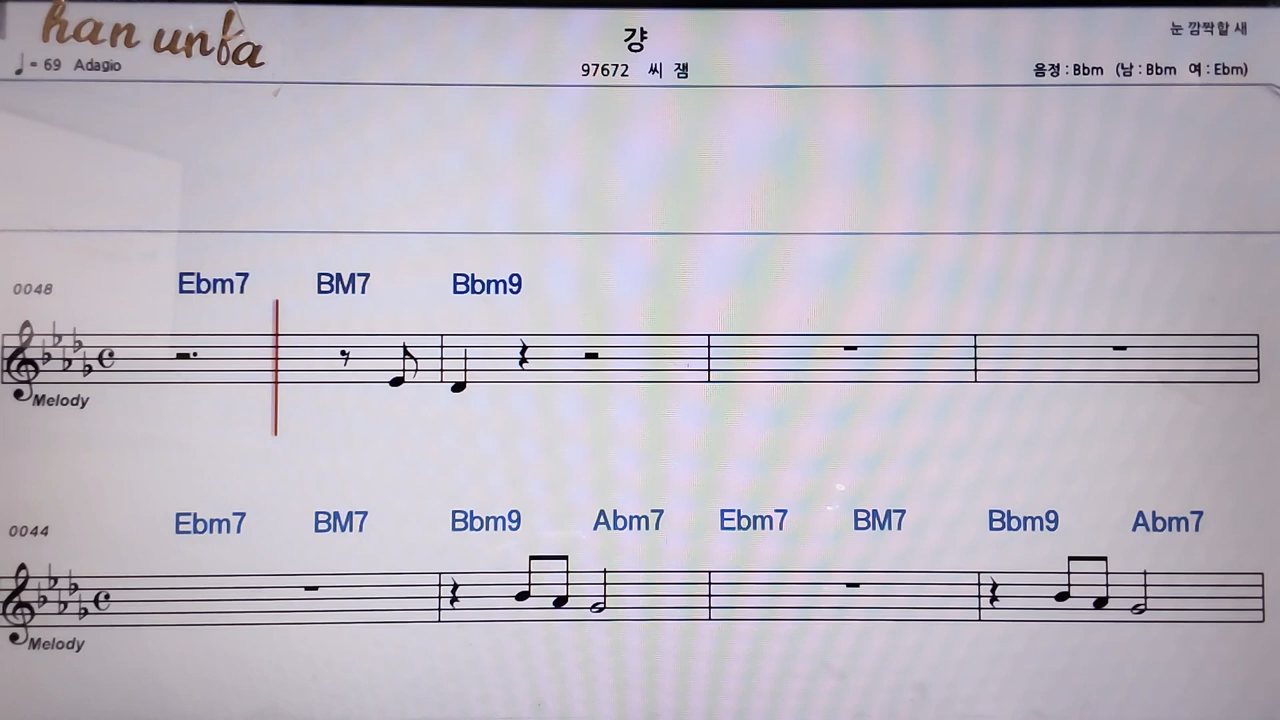 han unba
걍
눈 깜짝할 새
♩= 69 Adagio
97672 씨 잼
음정 : Bbm (남 : Bbm 여 : Ebm)
0048 Ebm7 BM7 Bbm9
Melody
0044 Ebm7 BM7 Bbm9 Abm7 Ebm7 BM7 Bbm9 Abm7
Melody